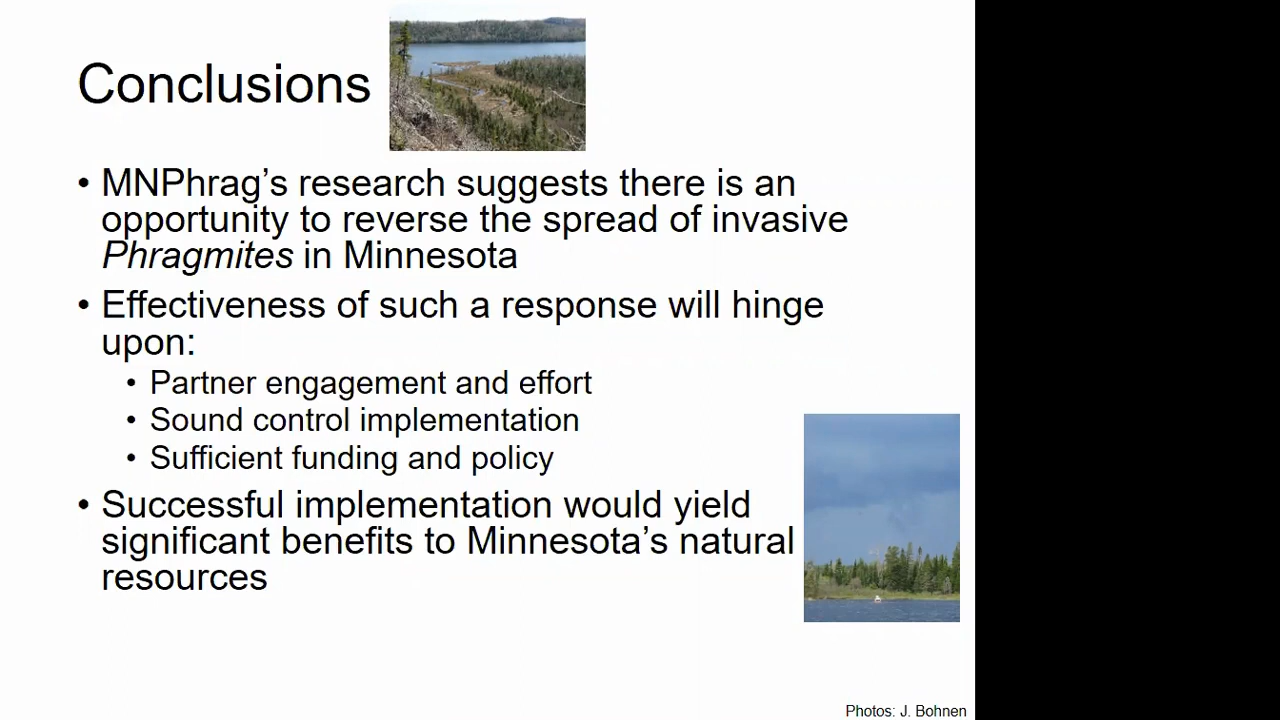 Conclusions
• MNPhrag’s research suggests there is an
opportunity to reverse the spread of invasive
Phragmites in Minnesota
• Effectiveness of such a response will hinge
upon:
• Partner engagement and effort
• Sound control implementation
• Sufficient funding and policy
• Successful implementation would yield
significant benefits to Minnesota’s natural
resources
Photos: J. Bohnen